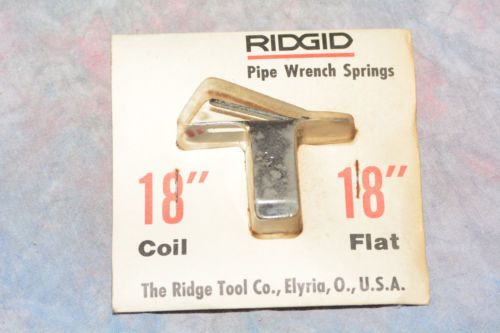 RIDGID
Pipe Wrench Springs
18" 18"
Coil Flat
The Ridge Tool Co., Elyria, O., U.S.A.